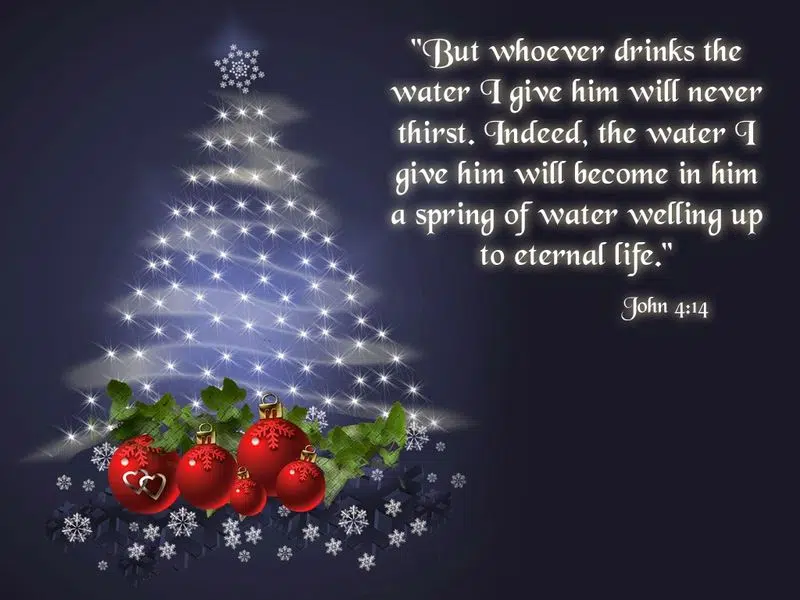 "But whoever drinks the
water I give him will never
thirst. Indeed, the water I
give him will become in him
a spring of water welling up
to eternal life."
John 4:14